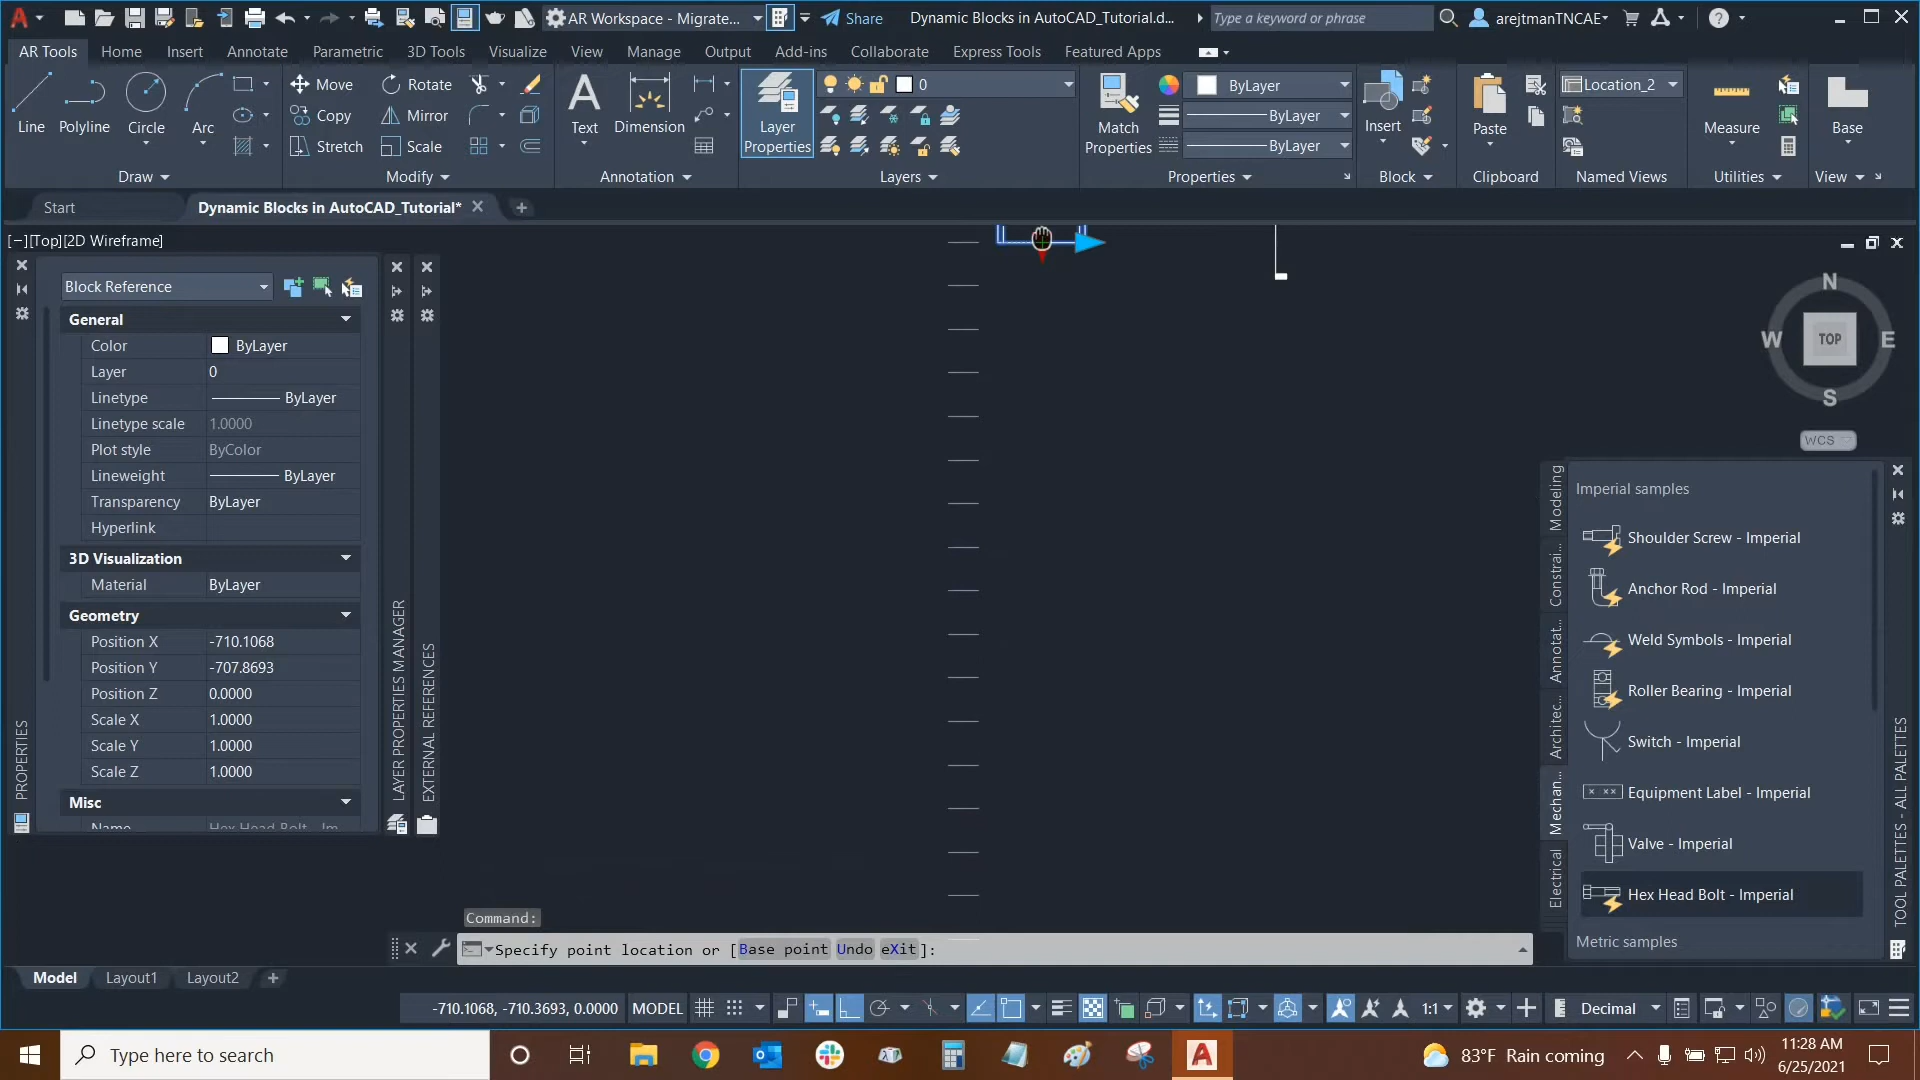 AR Workspace - Migrate...
Share
Dynamic Blocks in AutoCAD_Tutorial.d...
Type a keyword or phrase
arejtmanTNCAE
AR Tools
Home
Insert
Annotate
Parametric
3D Tools
Visualize
View
Manage
Output
Add-ins
Collaborate
Express Tools
Featured Apps
Line
Polyline
Circle
Arc
Draw
Move
Rotate
Copy
Mirror
Stretch
Scale
Modify
Text
Dimension
Annotation
Layer
Properties
0
Layers
Match
Properties
ByLayer
ByLayer
ByLayer
Properties
Insert
Block
Paste
Clipboard
Location_2
Named Views
Measure
Utilities
Base
View
Start
Dynamic Blocks in AutoCAD_Tutorial*
[−][Top][2D Wireframe]
Block Reference
General
Color ByLayer
Layer 0
Linetype ByLayer
Linetype scale 1.0000
Plot style ByColor
Lineweight ByLayer
Transparency ByLayer
Hyperlink
3D Visualization
Material ByLayer
Geometry
Position X -710.1068
Position Y -707.8693
Position Z 0.0000
Scale X 1.0000
Scale Y 1.0000
Scale Z 1.0000
Misc
Name Hex Head Bolt - Im
PROPERTIES
LAYER PROPERTIES MANAGER
EXTERNAL REFERENCES
N
W
TOP
E
S
WCS
Modeling
Constrai...
Annotat...
Architec...
Mechan...
Electrical
Imperial samples
Shoulder Screw - Imperial
Anchor Rod - Imperial
Weld Symbols - Imperial
Roller Bearing - Imperial
Switch - Imperial
Equipment Label - Imperial
Valve - Imperial
Hex Head Bolt - Imperial
Metric samples
TOOL PALETTES - ALL PALETTES
Command:
Specify point location or [Base point Undo eXit]:
Model
Layout1
Layout2
-710.1068, -710.3693, 0.0000
MODEL
1:1
Decimal
Type here to search
83°F Rain coming
11:28 AM
6/25/2021